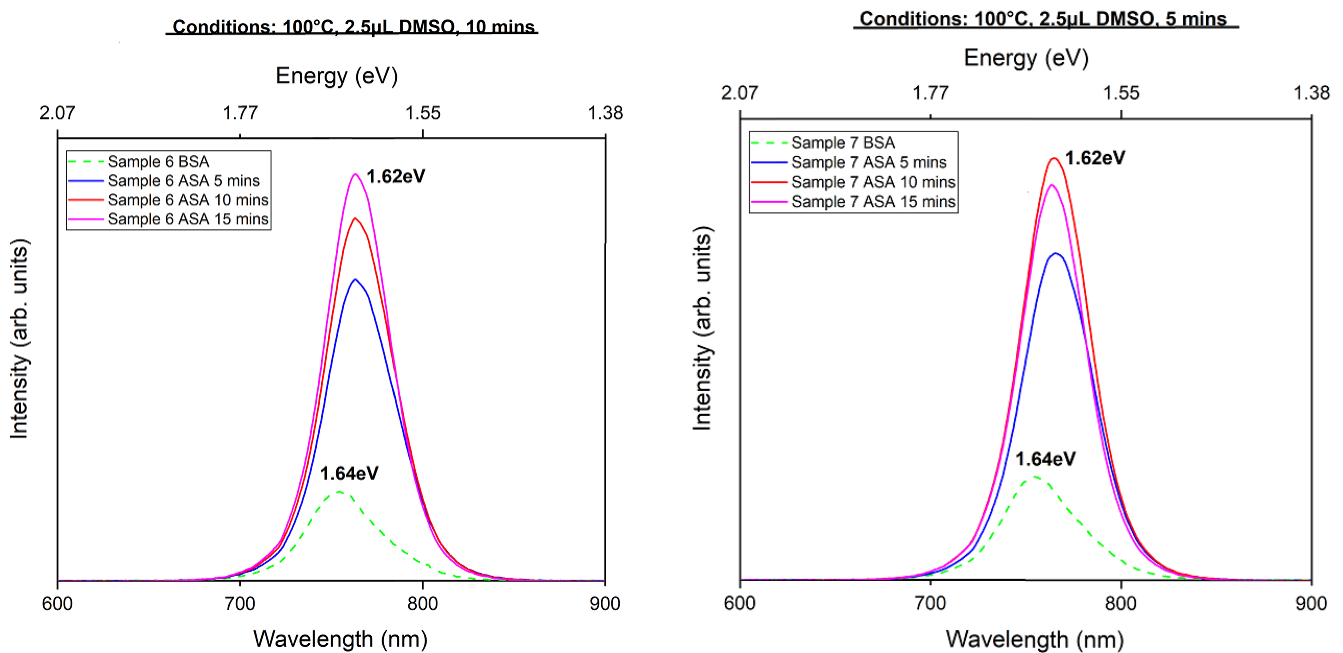 Conditions: 100°C, 2.5µL DMSO, 10 mins
Energy (eV)
2.07 1.77 1.55 1.38
Sample 6 BSA
Sample 6 ASA 5 mins
Sample 6 ASA 10 mins
Sample 6 ASA 15 mins
1.62eV
1.64eV
Intensity (arb. units)
600 700 800 900
Wavelength (nm)
Conditions: 100°C, 2.5µL DMSO, 5 mins
Energy (eV)
2.07 1.77 1.55 1.38
Sample 7 BSA
Sample 7 ASA 5 mins
Sample 7 ASA 10 mins
Sample 7 ASA 15 mins
1.62eV
1.64eV
Intensity (arb. units)
600 700 800 900
Wavelength (nm)